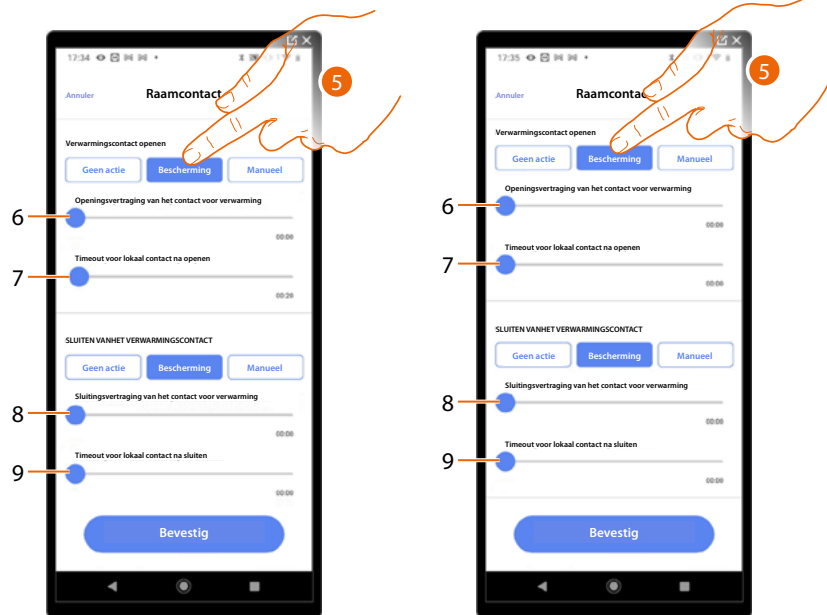 17:34
5
Annuler
Raamcontact
Verwarmingscontact openen
Geen actie
Bescherming
Manueel
Openingsvertraging van het contact voor verwarming
6
00:00
Timeout voor lokaal contact na openen
7
00:20
SLUITEN VANHET VERWARMINGSCONTACT
Geen actie
Bescherming
Manueel
Sluitingsvertraging van het contact voor verwarming
8
00:00
Timeout voor lokaal contact na sluiten
9
00:00
Bevestig
17:35
5
Annuler
Raamcontac
Verwarmingscontact openen
Geen actie
Bescherming
Manueel
Openingsvertraging van het contact voor verwarming
6
00:00
Timeout voor lokaal contact na openen
7
00:00
SLUITEN VANHET VERWARMINGSCONTACT
Geen actie
Bescherming
Manueel
Sluitingsvertraging van het contact voor verwarming
8
00:00
Timeout voor lokaal contact na sluiten
9
00:00
Bevestig